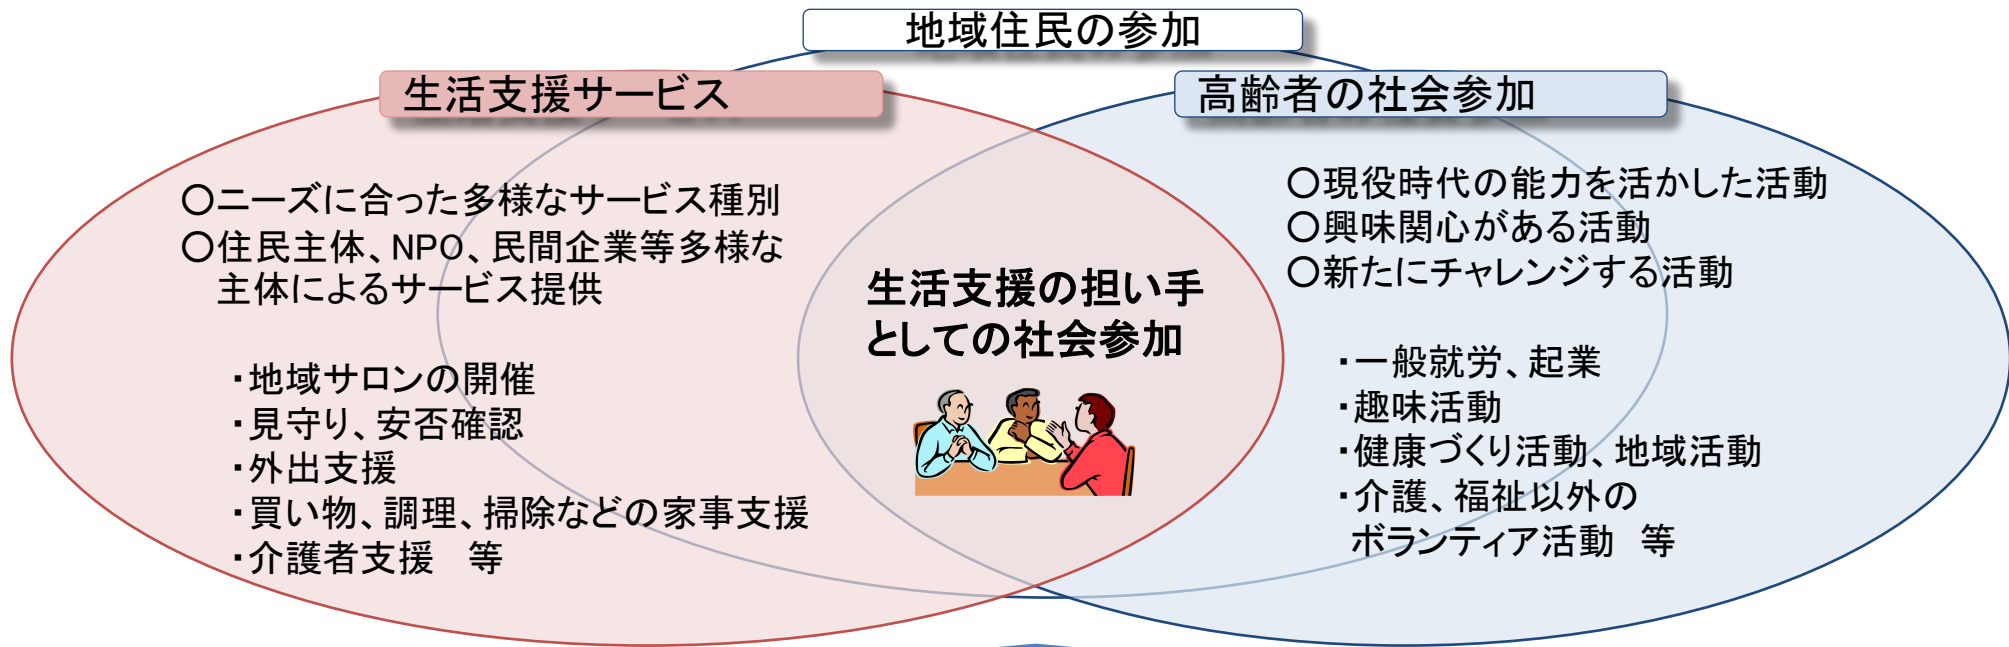 地域住民の参加
生活支援サービス
高齢者の社会参加
○ニーズに合った多様なサービス種別
○住民主体、NPO、民間企業等多様な
主体によるサービス提供
・地域サロンの開催
・見守り、安否確認
・外出支援
・買い物、調理、掃除などの家事支援
・介護者支援　等
生活支援の担い手
としての社会参加
○現役時代の能力を活かした活動
○興味関心がある活動
○新たにチャレンジする活動
・一般就労、起業
・趣味活動
・健康づくり活動、地域活動
・介護、福祉以外の
ボランティア活動　等